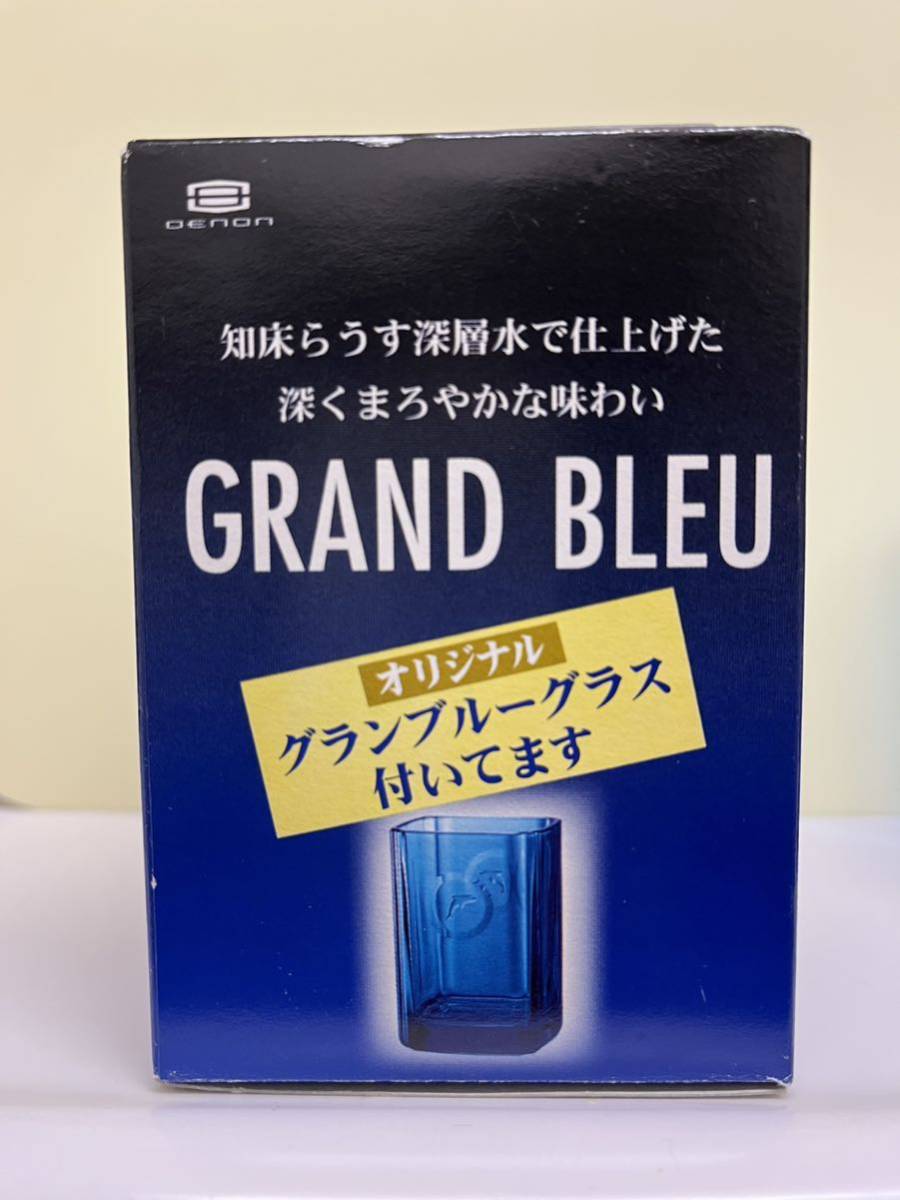 OENON
知床らうす深層水で仕上げた
深くまろやかな味わい
GRAND BLEU
オリジナル
グランブルーグラス
付いてます